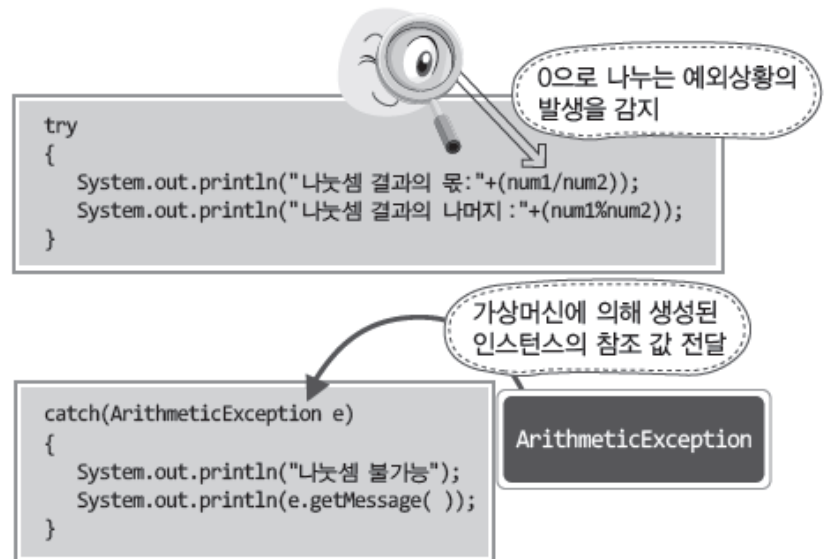 0으로 나누는 예외상황의
발생을 감지
try
{
System.out.println("나눗셈 결과의 몫:"+(num1/num2));
System.out.println("나눗셈 결과의 나머지 :"+(num1%num2));
}
가상머신에 의해 생성된
인스턴스의 참조 값 전달
catch(ArithmeticException e)
{
System.out.println("나눗셈 불가능");
System.out.println(e.getMessage( ));
}
ArithmeticException